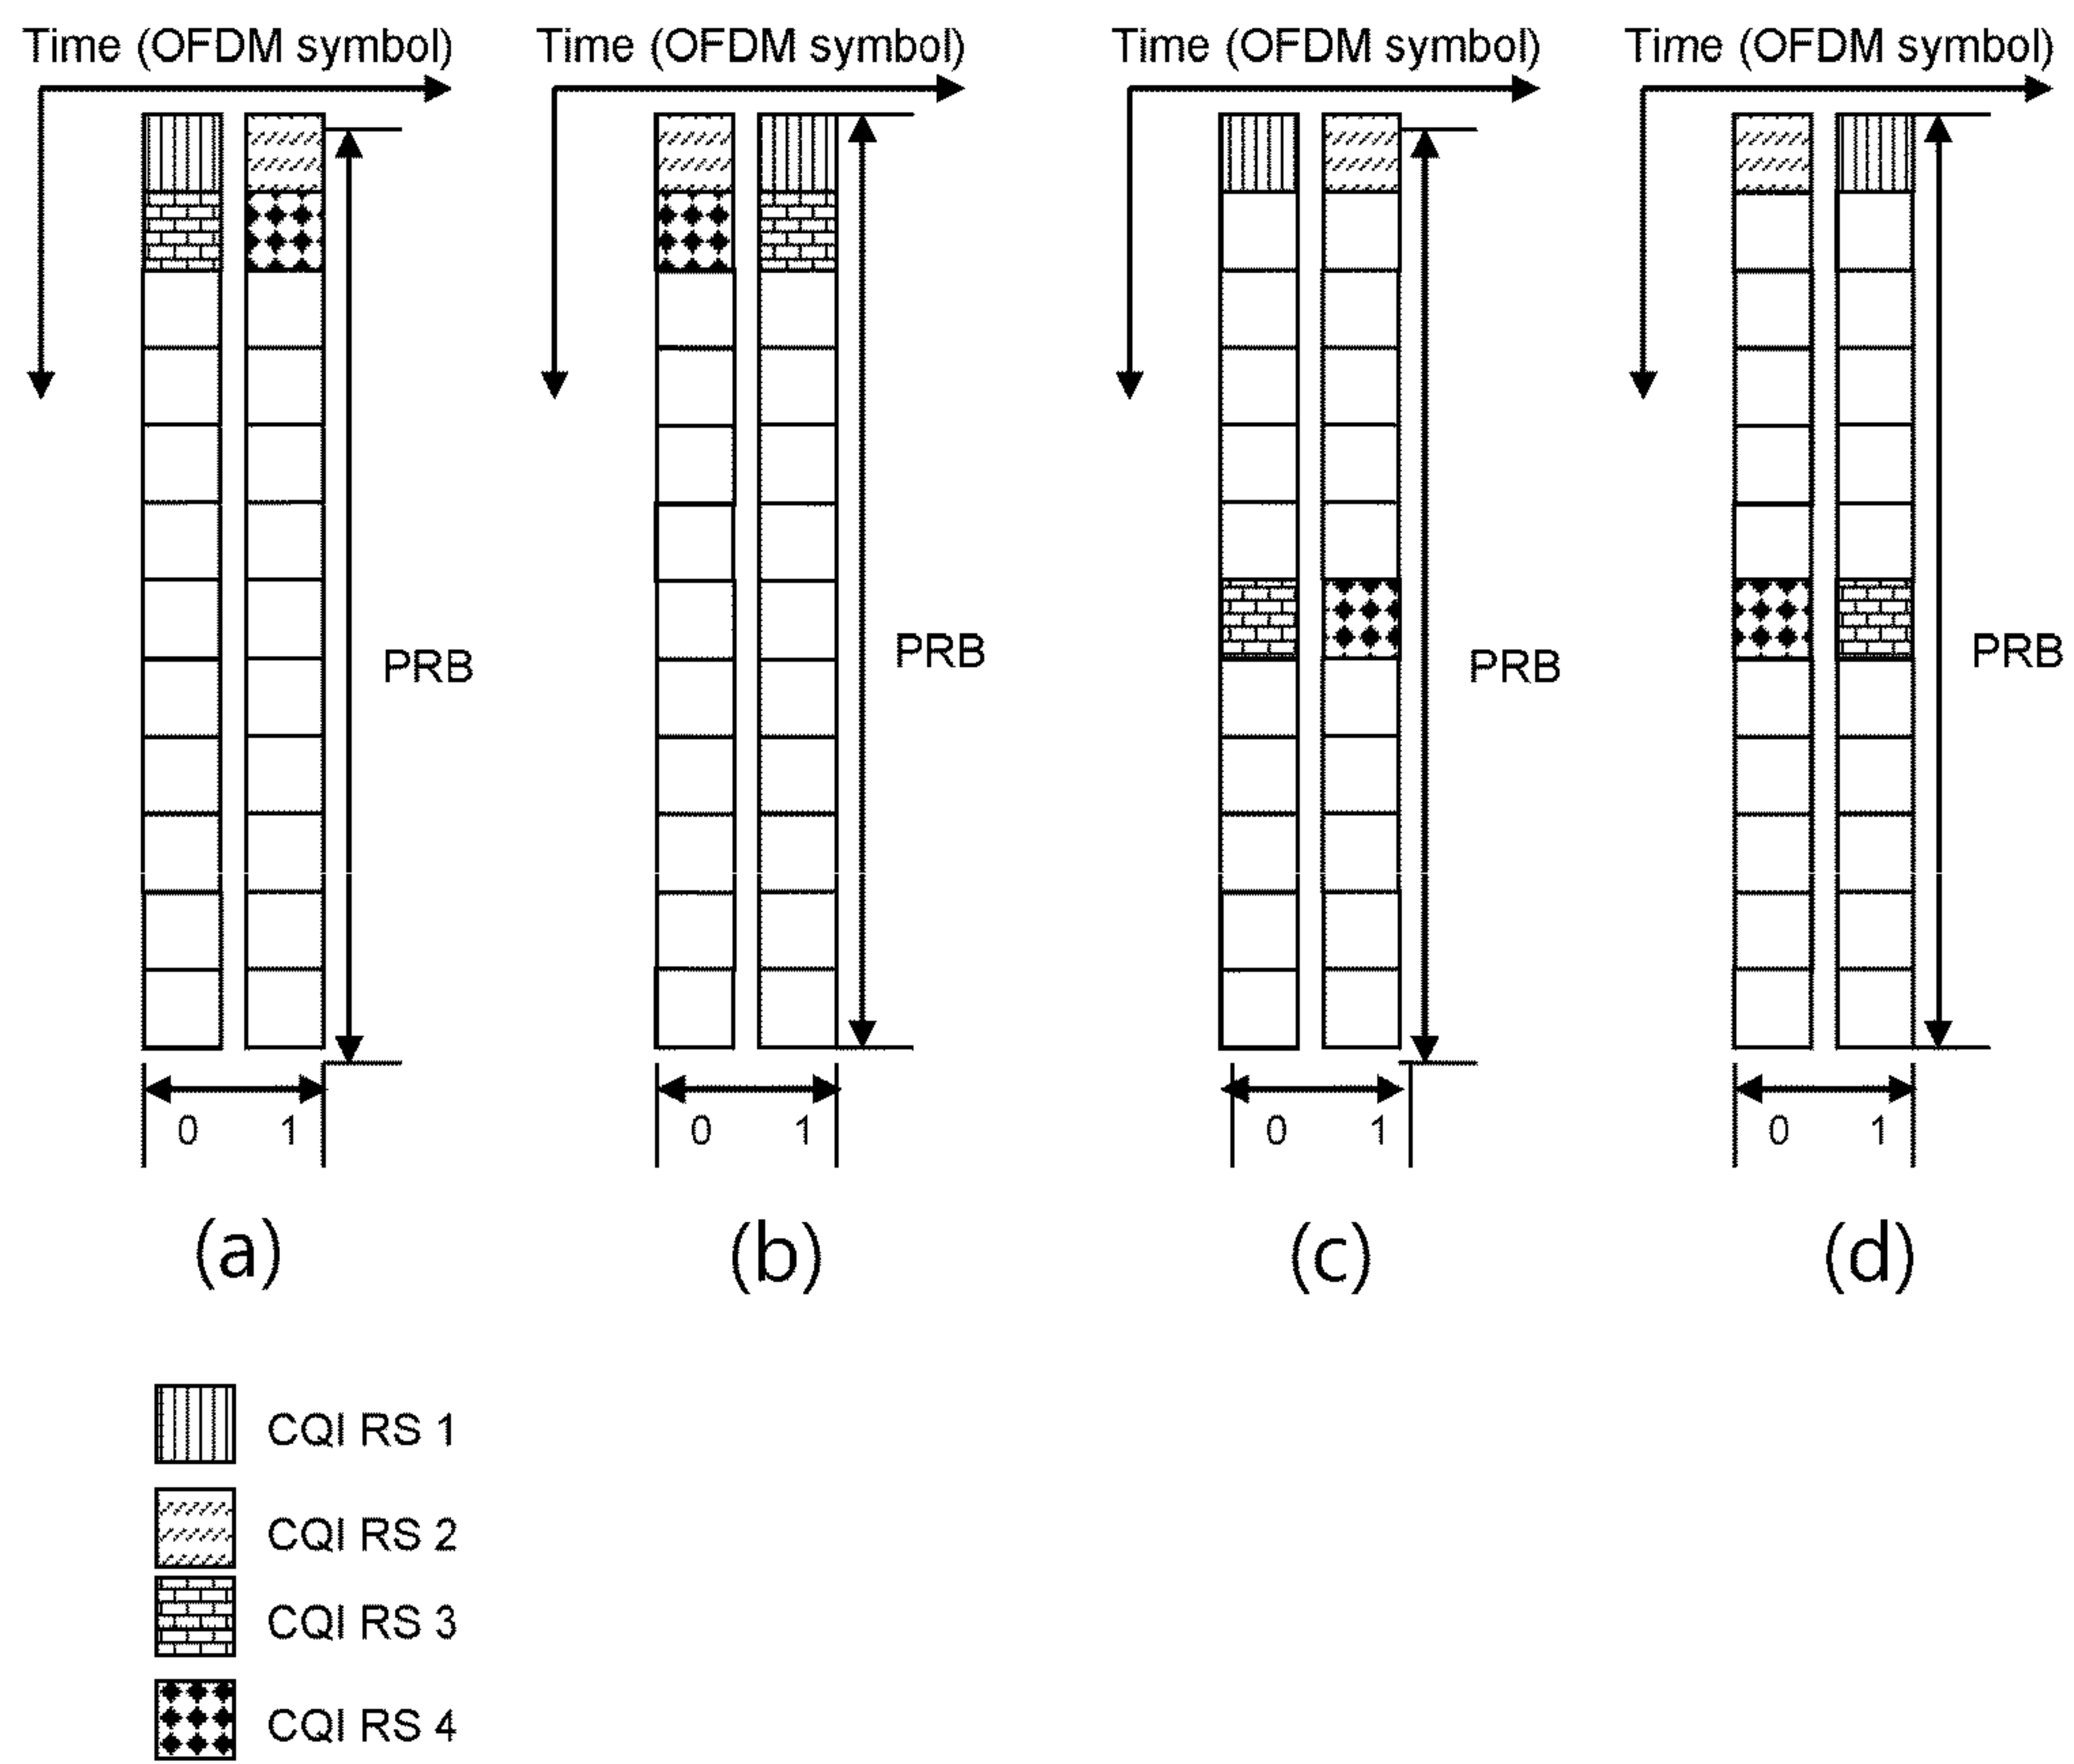 Time (OFDM symbol) Time (OFDM symbol) Time (OFDM symbol) Time (OFDM symbol)
PRB PRB PRB PRB
0 1 0 1 0 1 0 1
(a) (b) (c) (d)
CQI RS 1
CQI RS 2
CQI RS 3
CQI RS 4